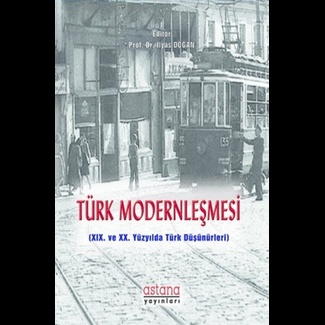 Editör
Prof. Dr. İlyas DOĞAN
TÜRK MODERNLEŞMESİ
(XIX. ve XX. Yüzyılda Türk Düşünürleri)
astana
yayınları